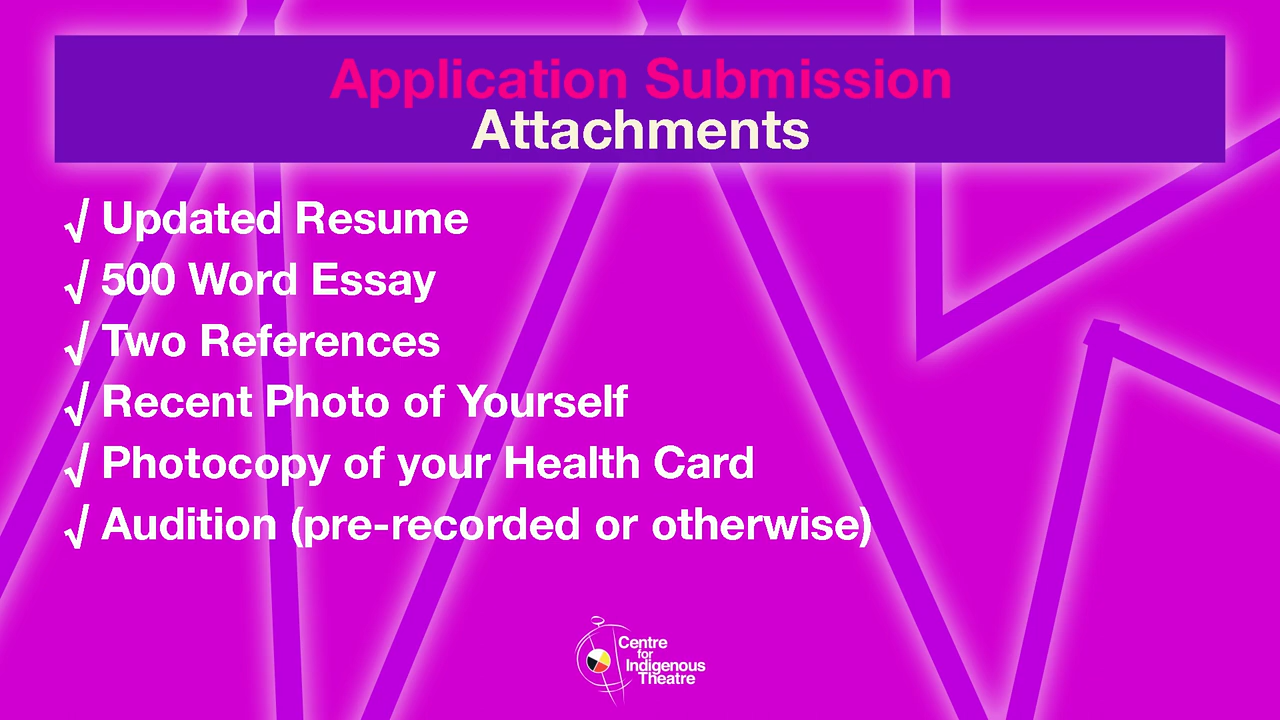 Application Submission
Attachments
√ Updated Resume
√ 500 Word Essay
√ Two References
√ Recent Photo of Yourself
√ Photocopy of your Health Card
√ Audition (pre-recorded or otherwise)
Centre
for
Indigenous
Theatre